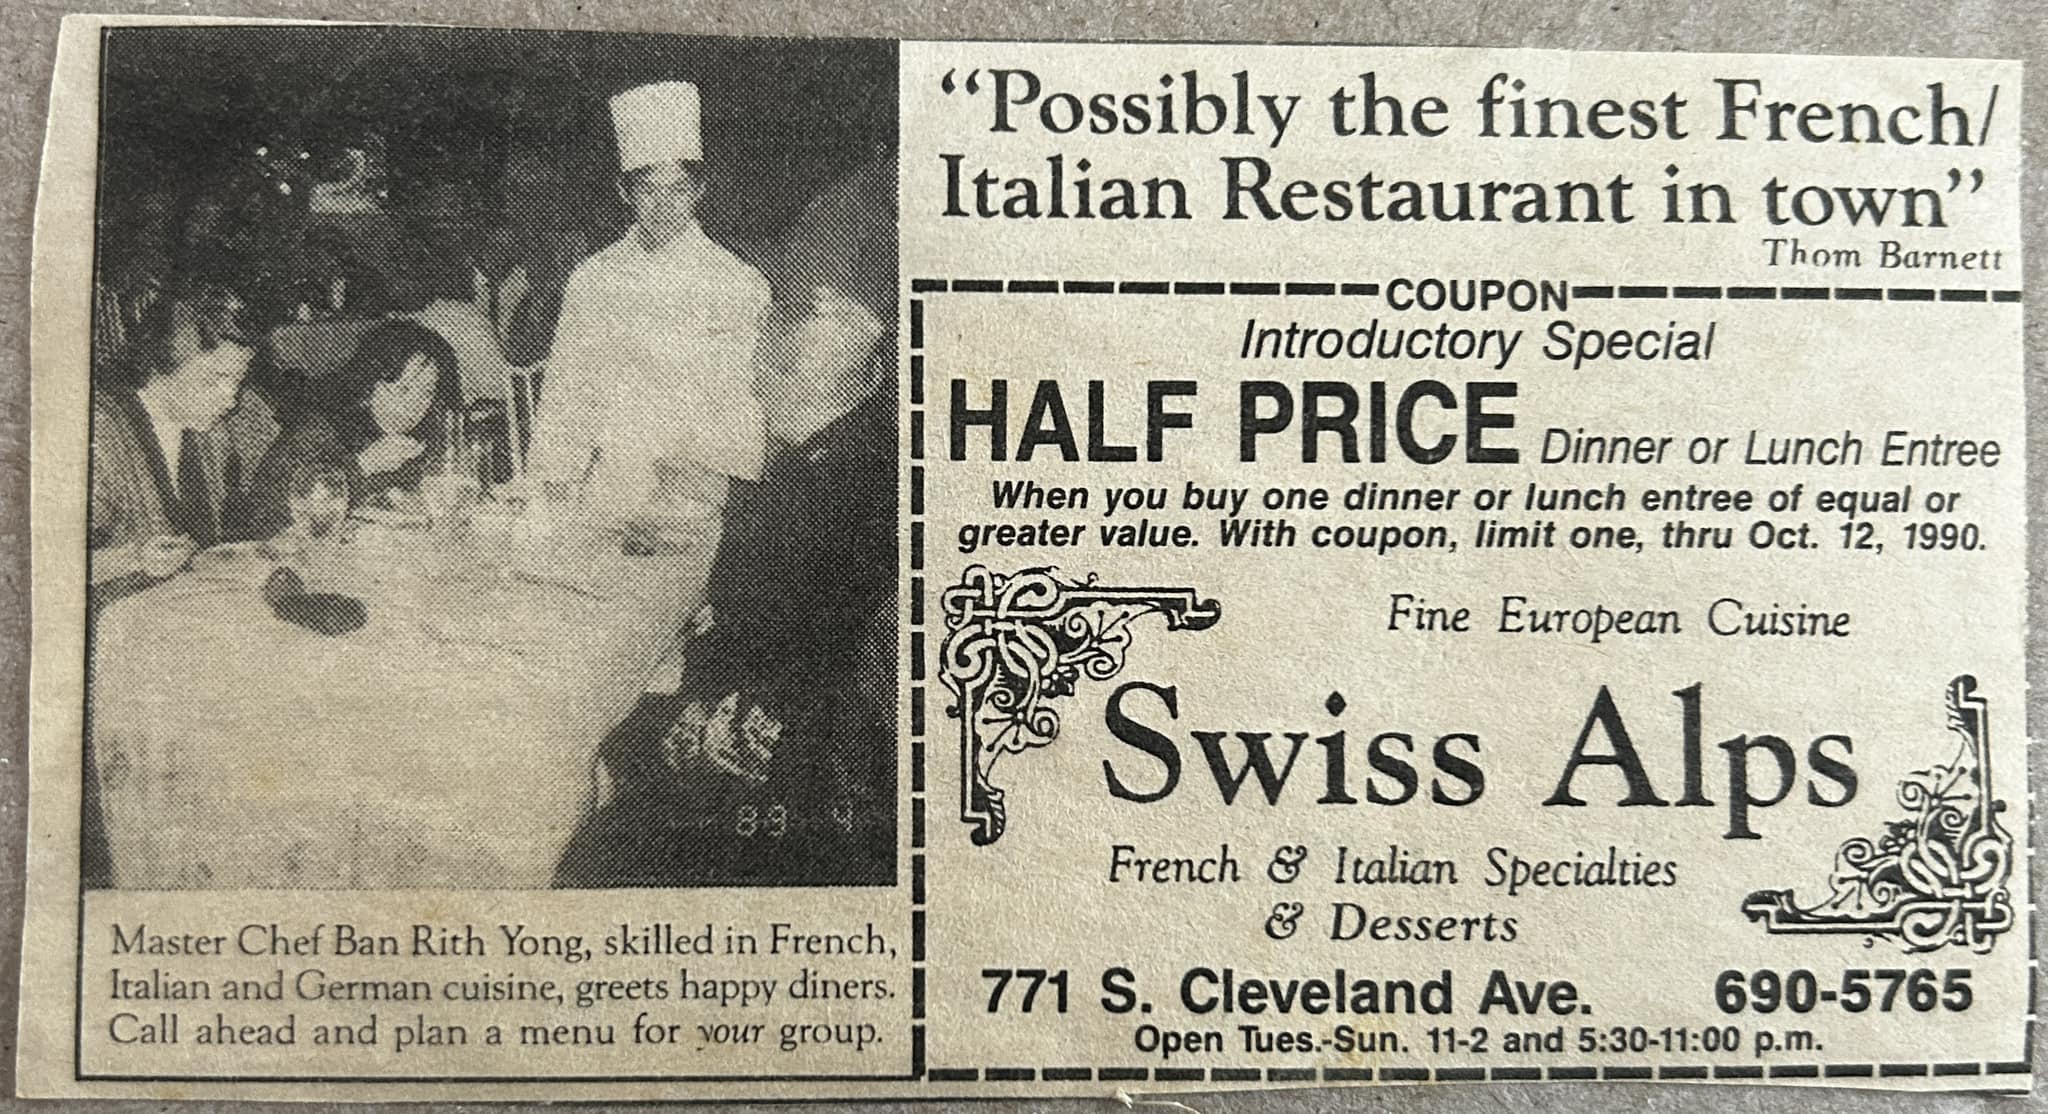 "Possibly the finest French/
Italian Restaurant in town"
Thom Barnett
COUPON
Introductory Special
HALF PRICE Dinner or Lunch Entree
When you buy one dinner or lunch entree of equal or
greater value. With coupon, limit one, thru Oct. 12, 1990.
Fine European Cuisine
Swiss Alps
French & Italian Specialties
& Desserts
771 S. Cleveland Ave. 690-5765
Open Tues.-Sun. 11-2 and 5:30-11:00 p.m.
89 9
Master Chef Ban Rith Yong, skilled in French,
Italian and German cuisine, greets happy diners.
Call ahead and plan a menu for your group.